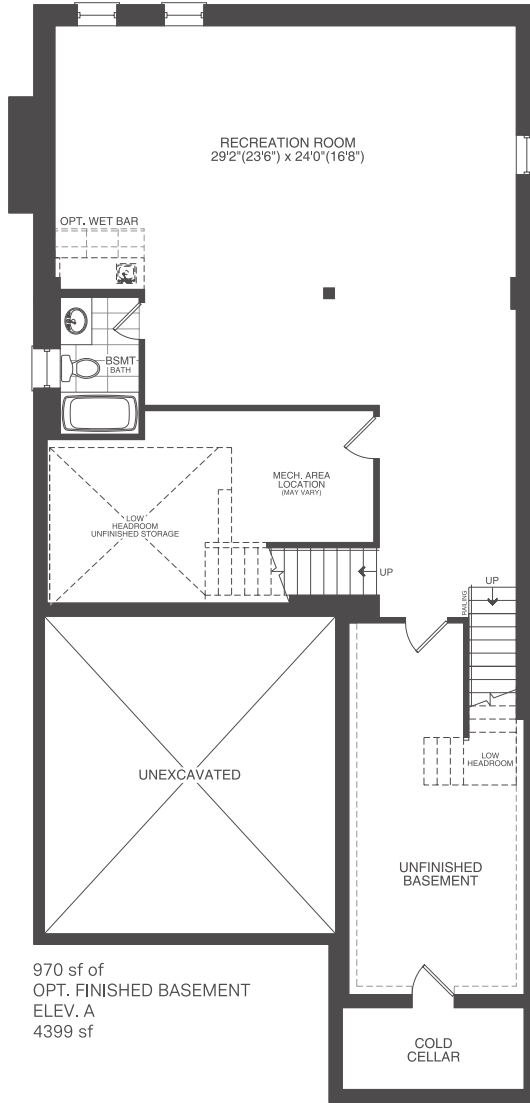 RECREATION ROOM
29'2"(23'6") x 24'0"(16'8")
OPT. WET BAR
BSMT
BATH
MECH. AREA
LOCATION
(MAY VARY)
LOW
HEADROOM
UNFINISHED STORAGE
UP
UP
RAILING
LOW
HEADROOM
UNEXCAVATED
UNFINISHED
BASEMENT
970 sf of
OPT. FINISHED BASEMENT
ELEV. A
4399 sf
COLD
CELLAR